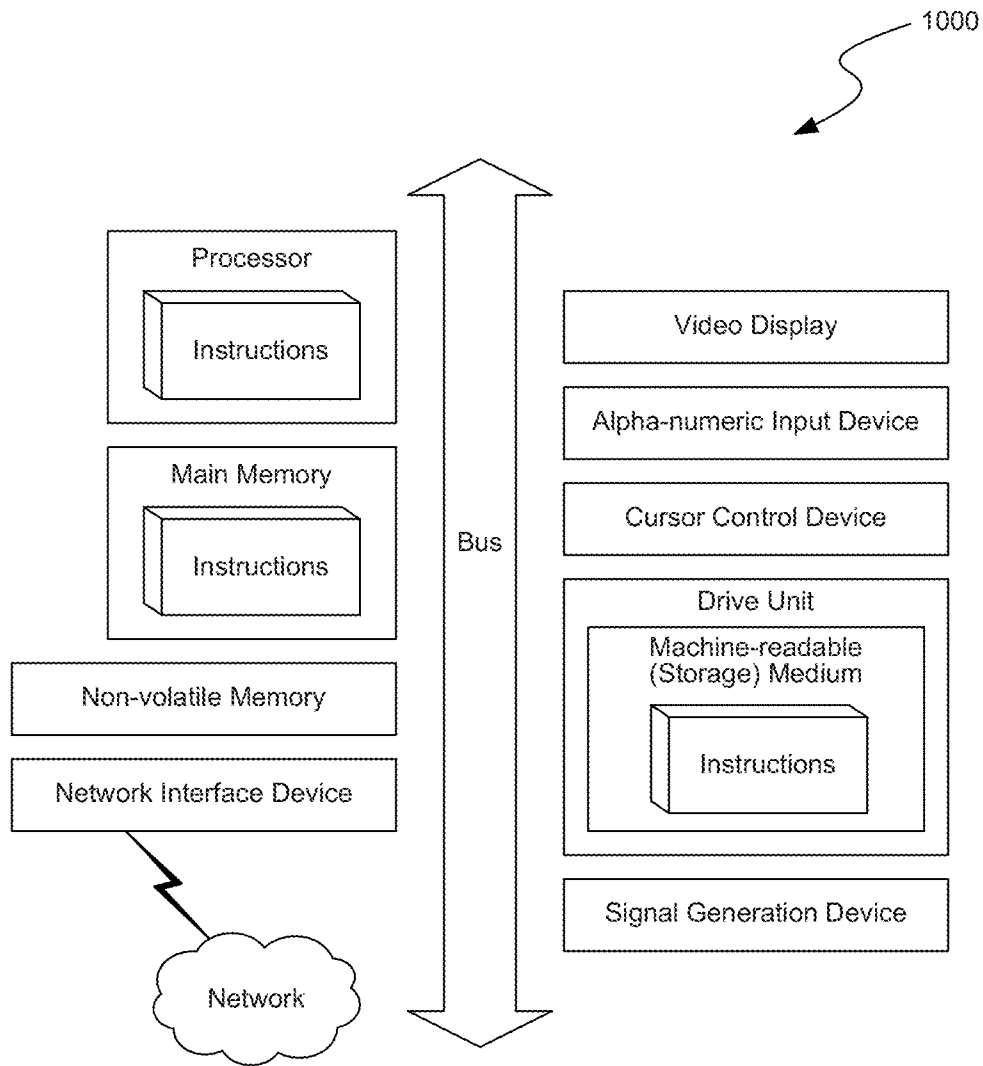 1000
Processor
Instructions
Main Memory
Instructions
Non-volatile Memory
Network Interface Device
Network
Bus
Video Display
Alpha-numeric Input Device
Cursor Control Device
Drive Unit
Machine-readable
(Storage) Medium
Instructions
Signal Generation Device